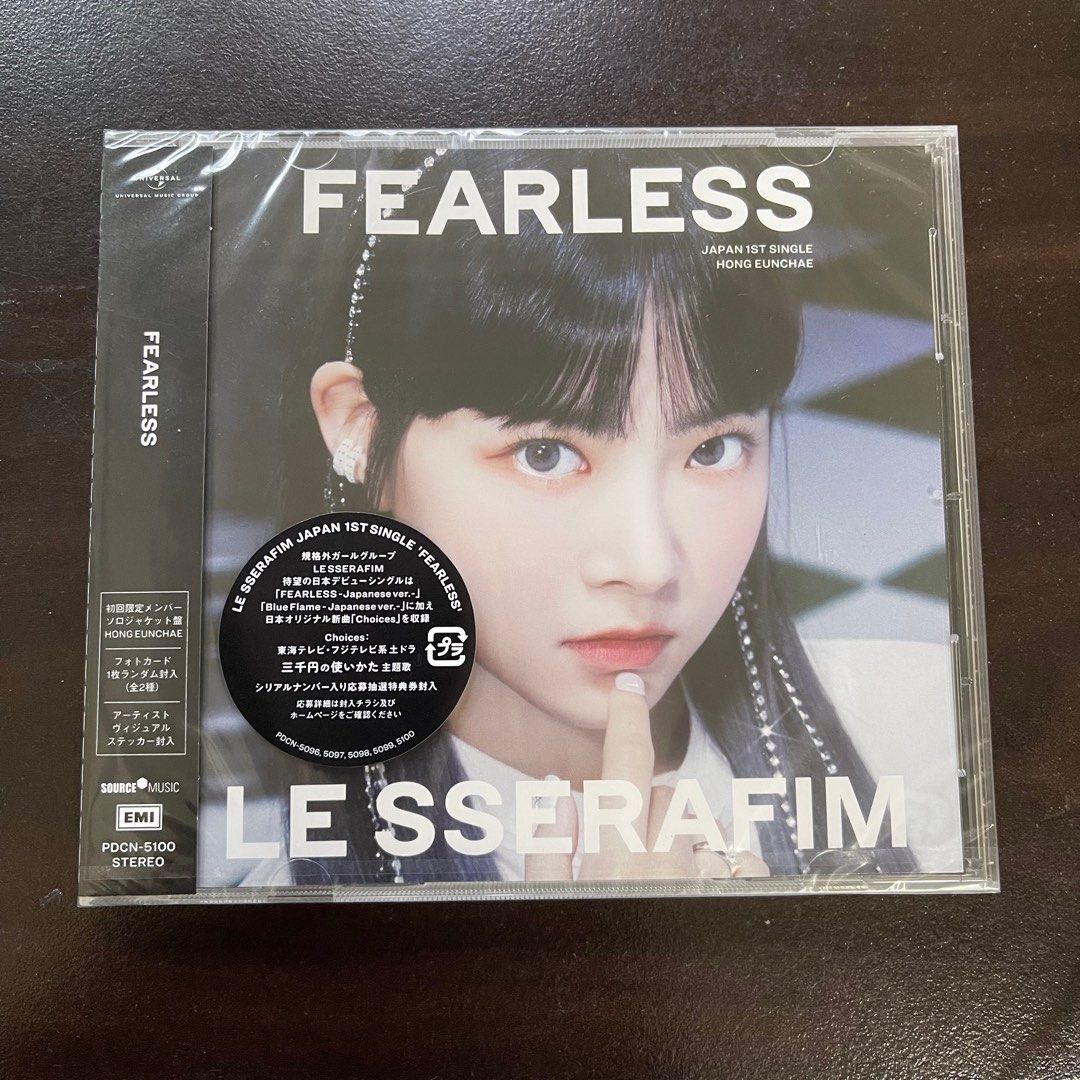 UNIVERSAL
UNIVERSAL MUSIC GROUP
FEARLESS
初回限定メンバー
ソロジャケット盤
HONG EUNCHAE
フォトカード
1枚ランダム封入
(全2種)
アーティスト
ヴィジュアル
ステッカー封入
SOURCE MUSIC
EMI
PDCN-5100
STEREO
FEARLESS
JAPAN 1ST SINGLE
HONG EUNCHAE
LE SSERAFIM JAPAN 1ST SINGLE 'FEARLESS'
規格外ガールグループ
LE SSERAFIM
待望の日本デビューシングルは
「FEARLESS -Japanese ver.-」
「Blue Flame -Japanese ver.-」に加え
日本オリジナル新曲「Choices」を収録
Choices:
東海テレビ・フジテレビ系土ドラ
三千円の使いかた 主題歌
シリアルナンバー入り応募抽選特典券封入
応募詳細は封入チラシ及び
ホームページをご確認ください
PDCN-5096, 5097, 5098, 5099, 5100
プラ
LE SSERAFIM